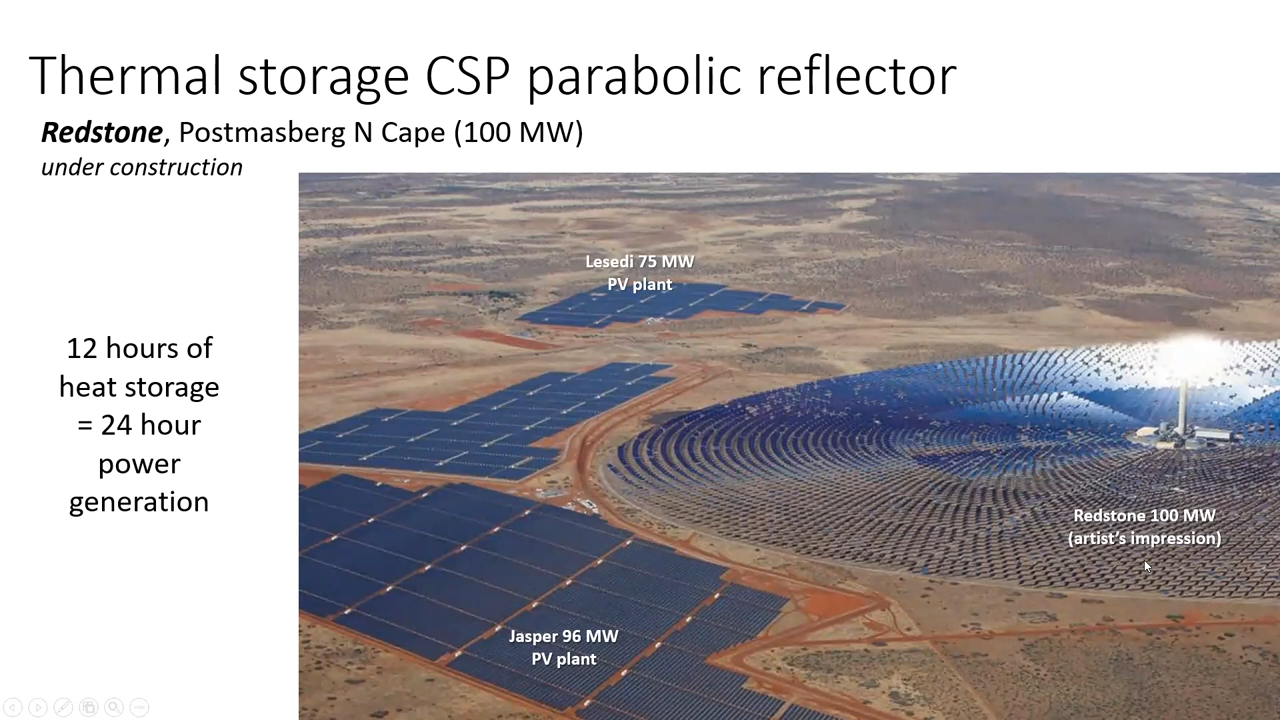 Thermal storage CSP parabolic reflector
Redstone, Postmasberg N Cape (100 MW)
under construction
12 hours of
heat storage
= 24 hour
power
generation
Lesedi 75 MW
PV plant
Redstone 100 MW
(artist’s impression)
Jasper 96 MW
PV plant